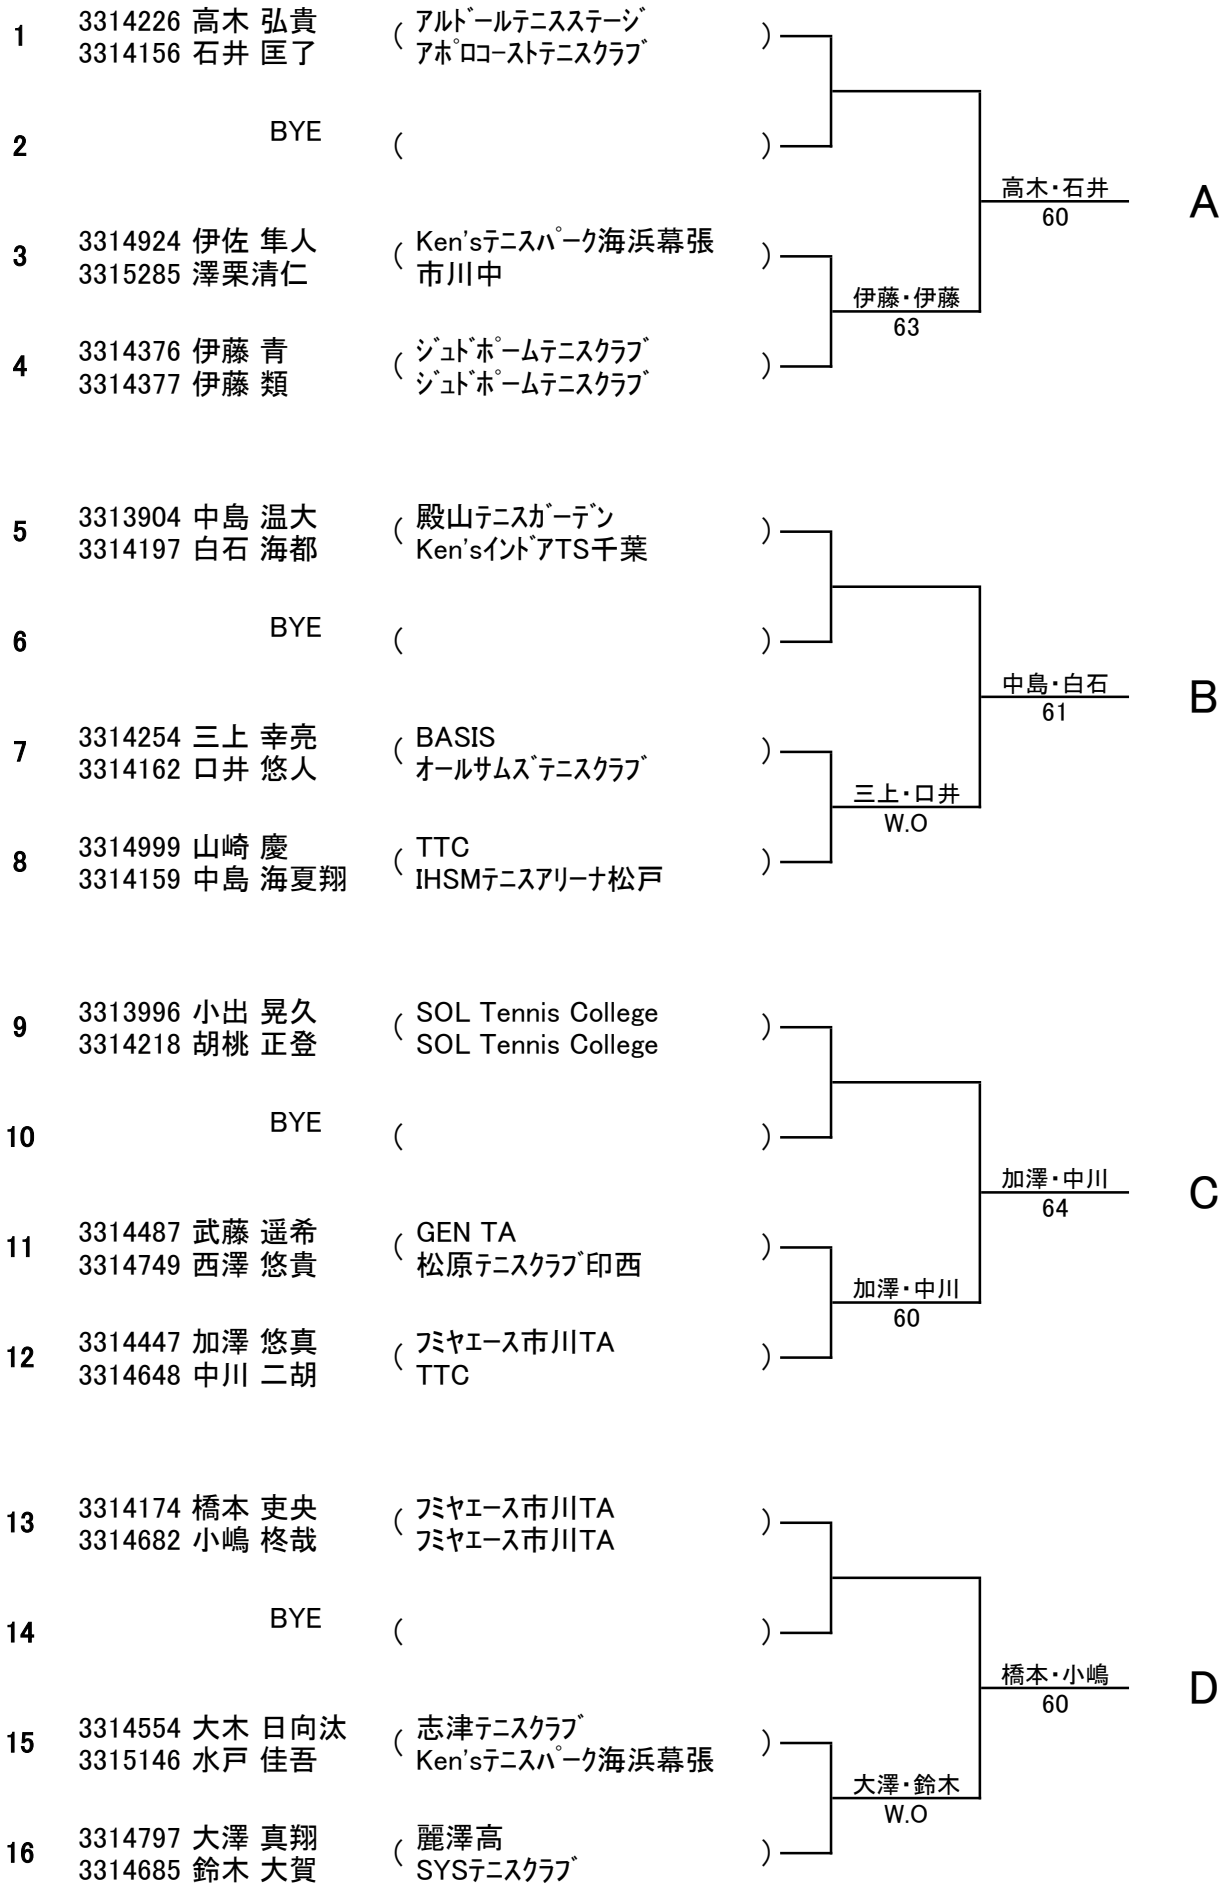 1 3314226 高木 弘貴 ( ｱﾙﾄﾞｰﾙﾃﾆｽｽﾃｰｼﾞ )
3314156 石井 匡了 ｱﾎﾟﾛｺｰｽﾄﾃﾆｽｸﾗﾌﾞ
2 BYE ( )
高木・石井
60
A
3 3314924 伊佐 隼人 ( Ken'sﾃﾆｽﾊﾟｰｸ海浜幕張 )
3315285 澤栗清仁 市川中
伊藤・伊藤
63
4 3314376 伊藤 青 ( ｼﾞｭﾄﾞﾎﾟｰﾑﾃﾆｽｸﾗﾌﾞ )
3314377 伊藤 類 ｼﾞｭﾄﾞﾎﾟｰﾑﾃﾆｽｸﾗﾌﾞ
5 3313904 中島 温大 ( 殿山ﾃﾆｽｶﾞｰﾃﾞﾝ )
3314197 白石 海都 Ken'sｲﾝﾄﾞｱTS千葉
6 BYE ( )
中島・白石
61
B
7 3314254 三上 幸亮 ( BASIS )
3314162 口井 悠人 ｵｰﾙｻﾑｽﾞﾃﾆｽｸﾗﾌﾞ
三上・口井
W.O
8 3314999 山崎 慶 ( TTC )
3314159 中島 海夏翔 IHSMﾃﾆｽｱﾘｰﾅ松戸
9 3313996 小出 晃久 ( SOL Tennis College )
3314218 胡桃 正登 SOL Tennis College
10 BYE ( )
加澤・中川
64
C
11 3314487 武藤 遥希 ( GEN TA )
3314749 西澤 悠貴 松原ﾃﾆｽｸﾗﾌﾞ印西
加澤・中川
60
12 3314447 加澤 悠真 ( ﾌﾐﾔｴｰｽ市川TA )
3314648 中川 二胡 TTC
13 3314174 橋本 吏央 ( ﾌﾐﾔｴｰｽ市川TA )
3314682 小嶋 柊哉 ﾌﾐﾔｴｰｽ市川TA
14 BYE ( )
橋本・小嶋
60
D
15 3314554 大木 日向汰 ( 志津ﾃﾆｽｸﾗﾌﾞ )
3315146 水戸 佳吾 Ken'sﾃﾆｽﾊﾟｰｸ海浜幕張
大澤・鈴木
W.O
16 3314797 大澤 真翔 ( 麗澤高 )
3314685 鈴木 大賀 SYSﾃﾆｽｸﾗﾌﾞ